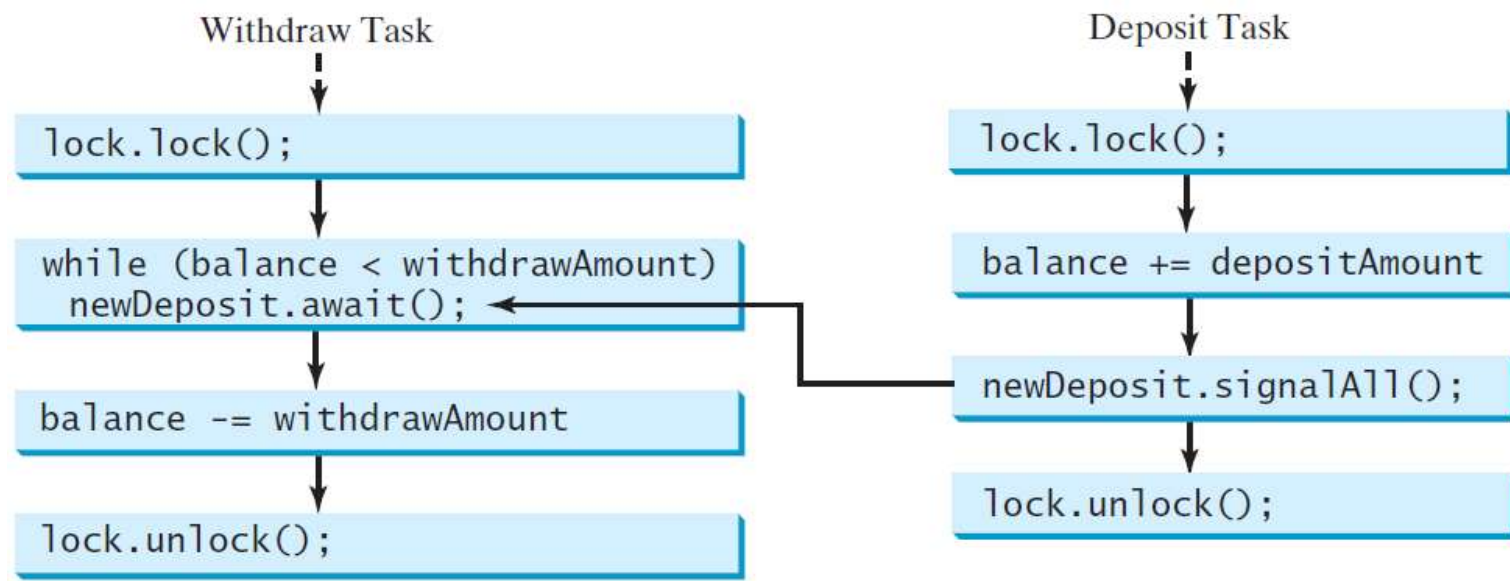 Withdraw Task
lock.lock();
while (balance < withdrawAmount)
newDeposit.await();
balance -= withdrawAmount
lock.unlock();
Deposit Task
lock.lock();
balance += depositAmount
newDeposit.signalAll();
lock.unlock();